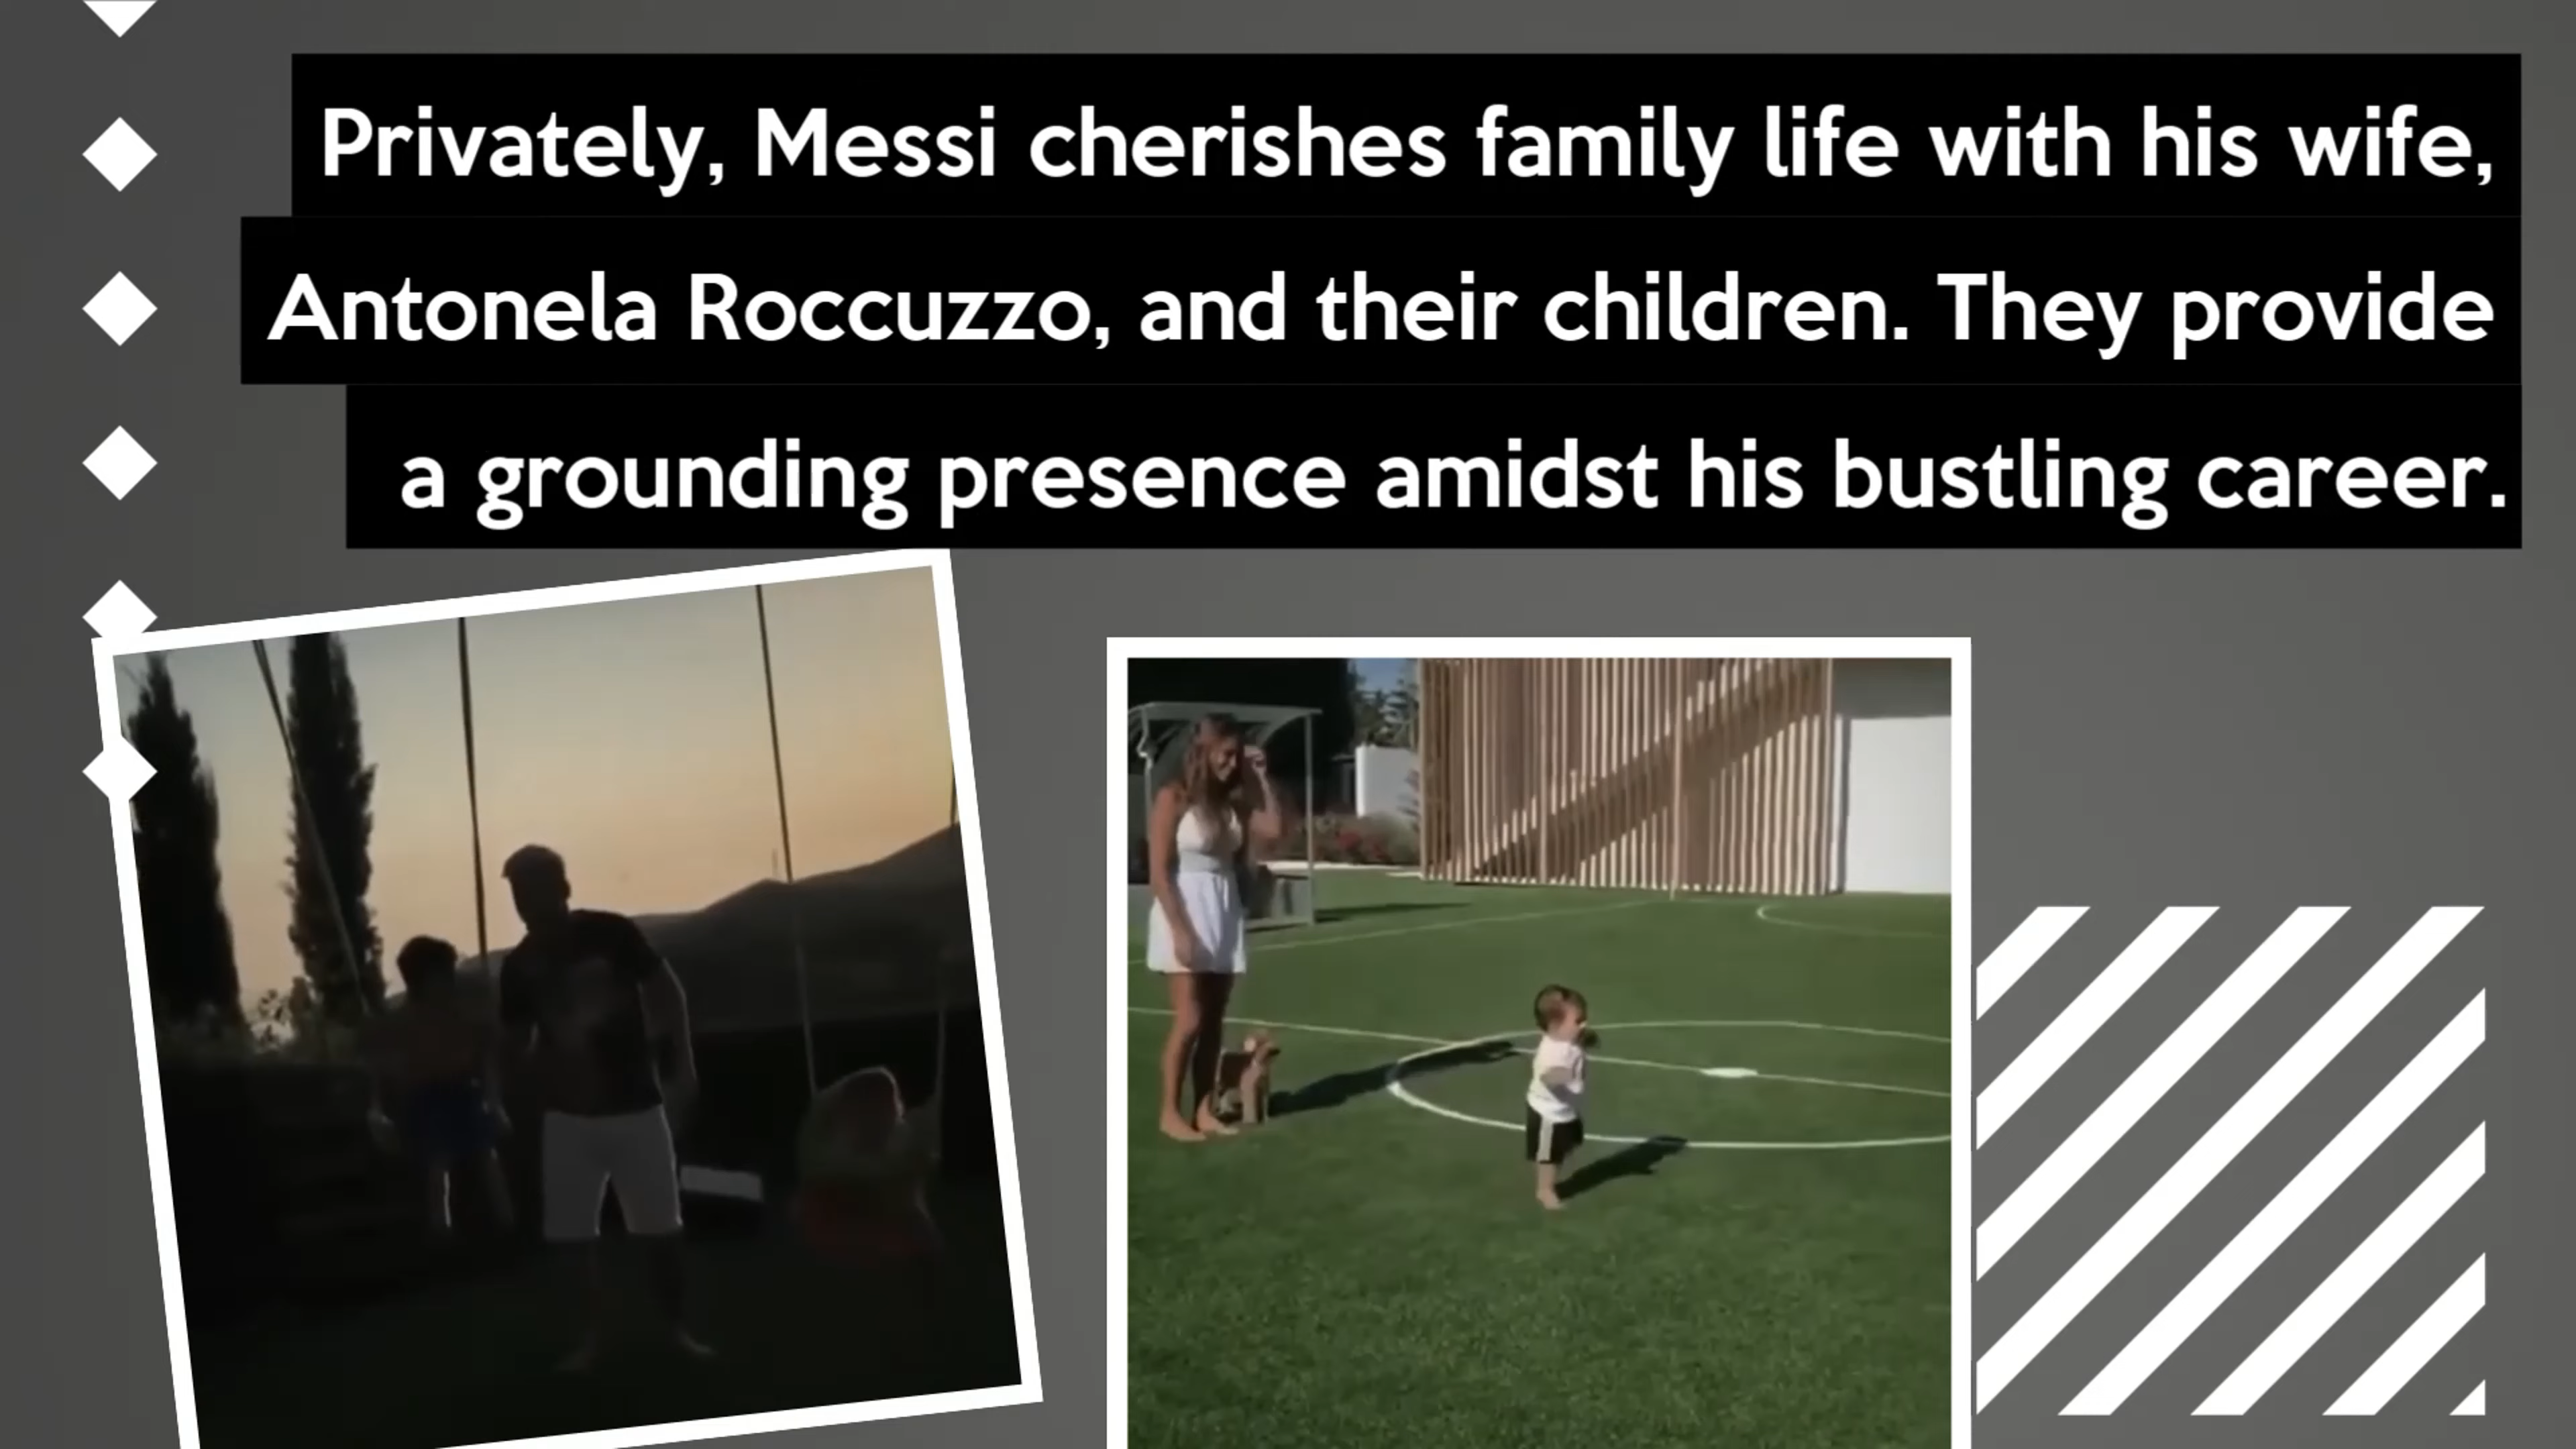 Privately, Messi cherishes family life with his wife,
Antonela Roccuzzo, and their children. They provide
a grounding presence amidst his bustling career.